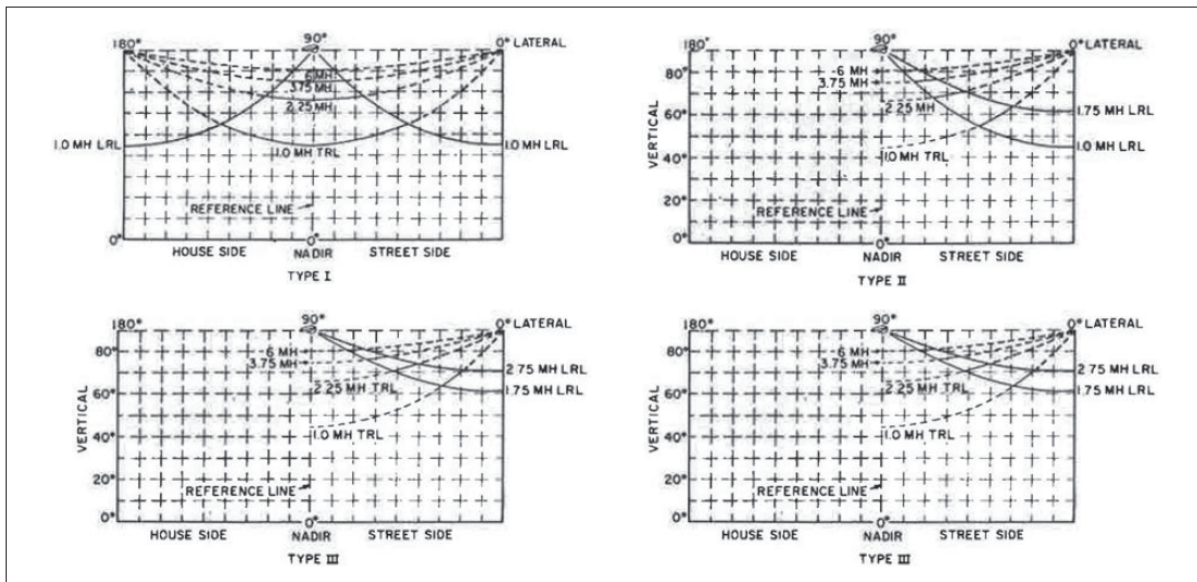 90°
180°
0° LATERAL
6 MH
3.75 MH
2.25 MH
1.0 MH LRL
1.0 MH TRL
1.0 MH LRL
REFERENCE LINE
0°
0°
HOUSE SIDE
NADIR
STREET SIDE
TYPE I
90°
180°
0° LATERAL
80°
6 MH
3.75 MH
2.25 MH
1.75 MH LRL
60°
VERTICAL
1.0 MH TRL
1.0 MH LRL
40°
20°
REFERENCE LINE
0°
0°
HOUSE SIDE
NADIR
STREET SIDE
TYPE II
90°
180°
0° LATERAL
80°
6 MH
3.75 MH
2.75 MH LRL
2.25 MH TRL
1.75 MH LRL
60°
VERTICAL
40°
1.0 MH TRL
20°
REFERENCE LINE
0°
0°
HOUSE SIDE
NADIR
STREET SIDE
TYPE III
90°
180°
0° LATERAL
80°
6 MH
3.75 MH
2.75 MH LRL
2.25 MH TRL
1.75 MH LRL
60°
VERTICAL
40°
1.0 MH TRL
20°
REFERENCE LINE
0°
0°
HOUSE SIDE
NADIR
STREET SIDE
TYPE III